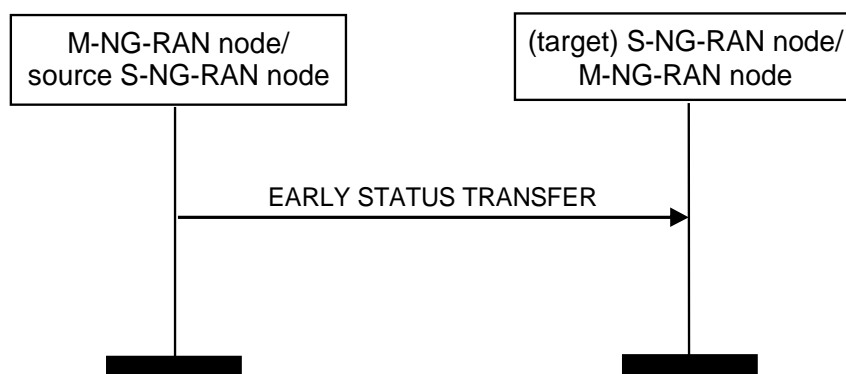 M-NG-RAN node/
source S-NG-RAN node
(target) S-NG-RAN node/
M-NG-RAN node
EARLY STATUS TRANSFER